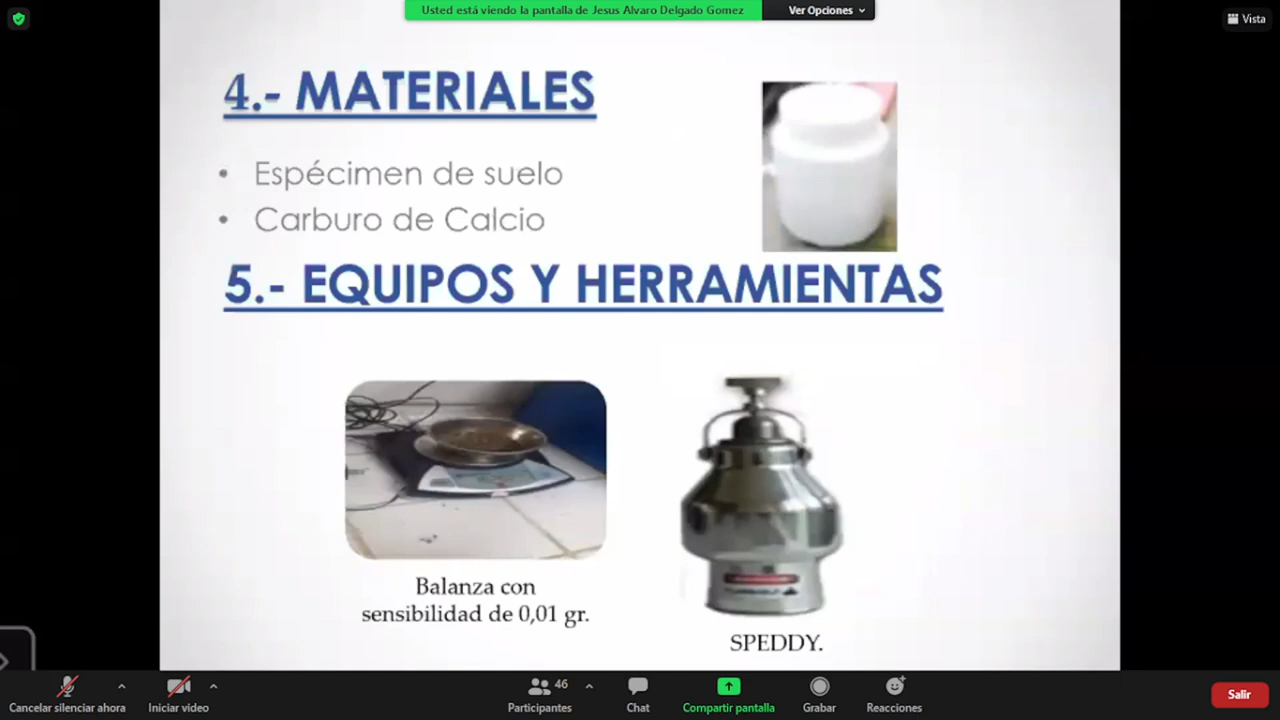 Usted está viendo la pantalla de Jesus Alvaro Delgado Gomez
Ver Opciones
Vista
4.- MATERIALES
• Espécimen de suelo
• Carburo de Calcio
5.- EQUIPOS Y HERRAMIENTAS
Balanza con
sensibilidad de 0,01 gr.
SPEDDY.
Cancelar silenciar ahora
Iniciar video
46
Participantes
Chat
Compartir pantalla
Grabar
Reacciones
Salir